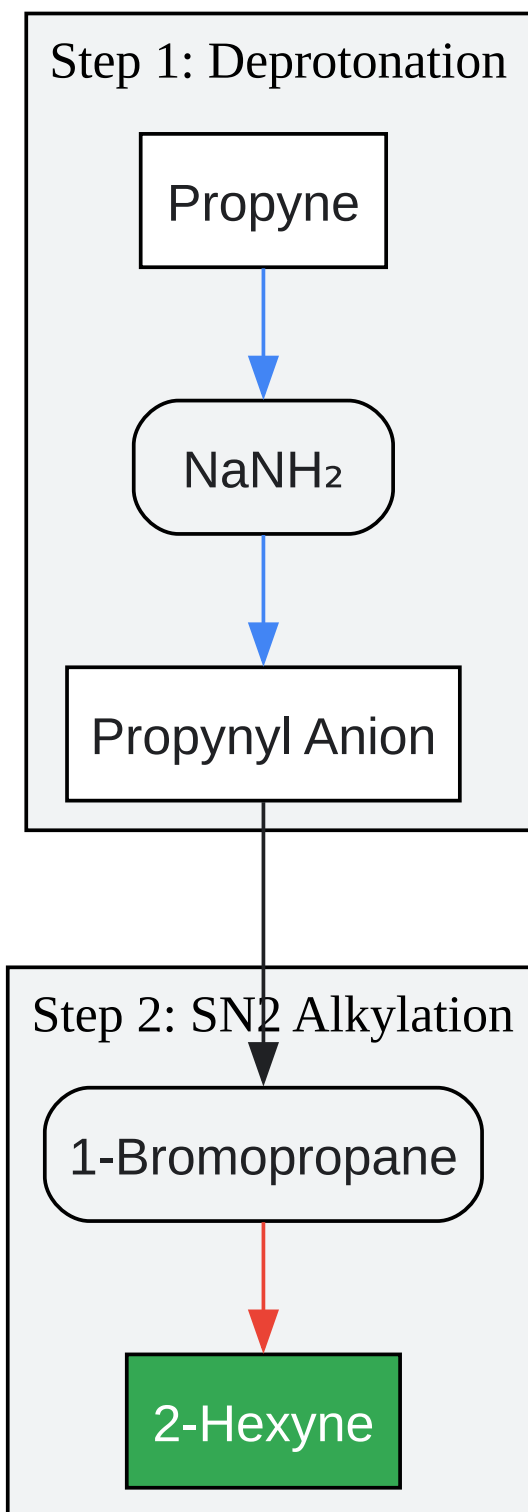 Step 1: Deprotonation
Propyne
NaNH₂
Propynyl Anion
Step 2: SN2 Alkylation
1-Bromopropane
2-Hexyne